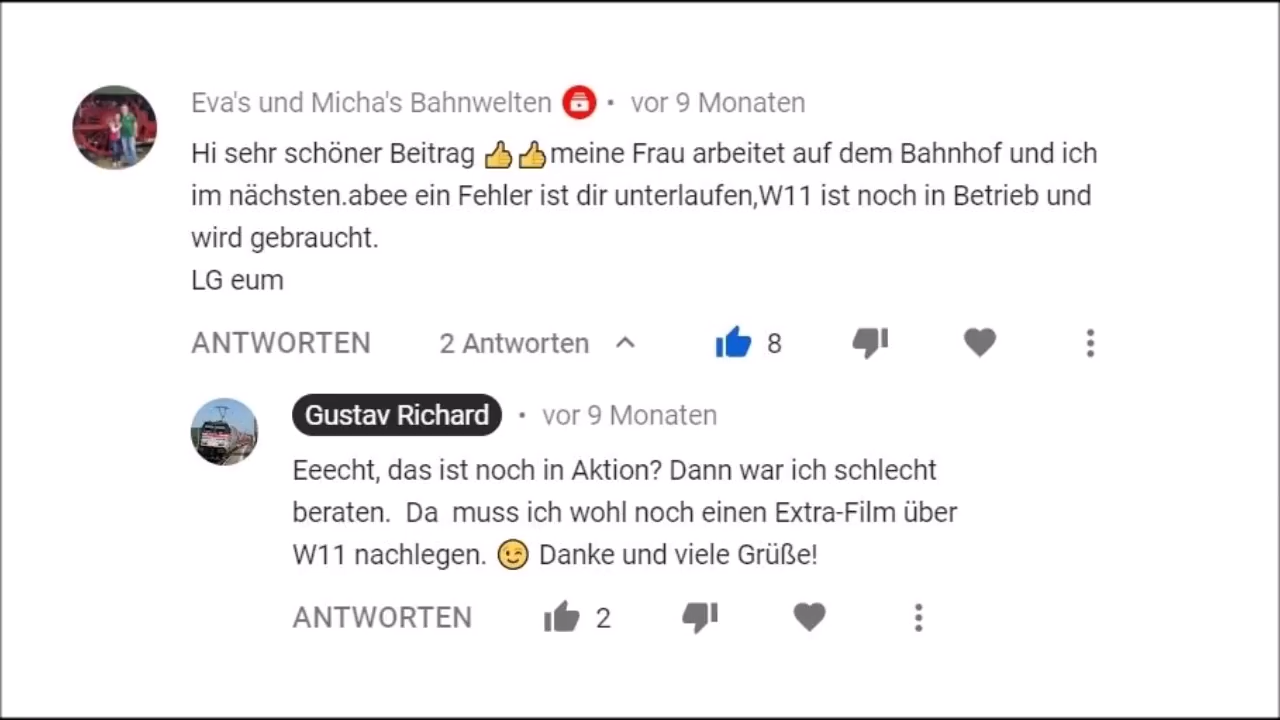 Eva's und Micha's Bahnwelten • vor 9 Monaten
Hi sehr schöner Beitrag 👍👍meine Frau arbeitet auf dem Bahnhof und ich
im nächsten.abee ein Fehler ist dir unterlaufen,W11 ist noch in Betrieb und
wird gebraucht.
LG eum
ANTWORTEN 2 Antworten 8
Gustav Richard • vor 9 Monaten
Eeecht, das ist noch in Aktion? Dann war ich schlecht
beraten.  Da  muss ich wohl noch einen Extra-Film über
W11 nachlegen. 😉 Danke und viele Grüße!
ANTWORTEN 2